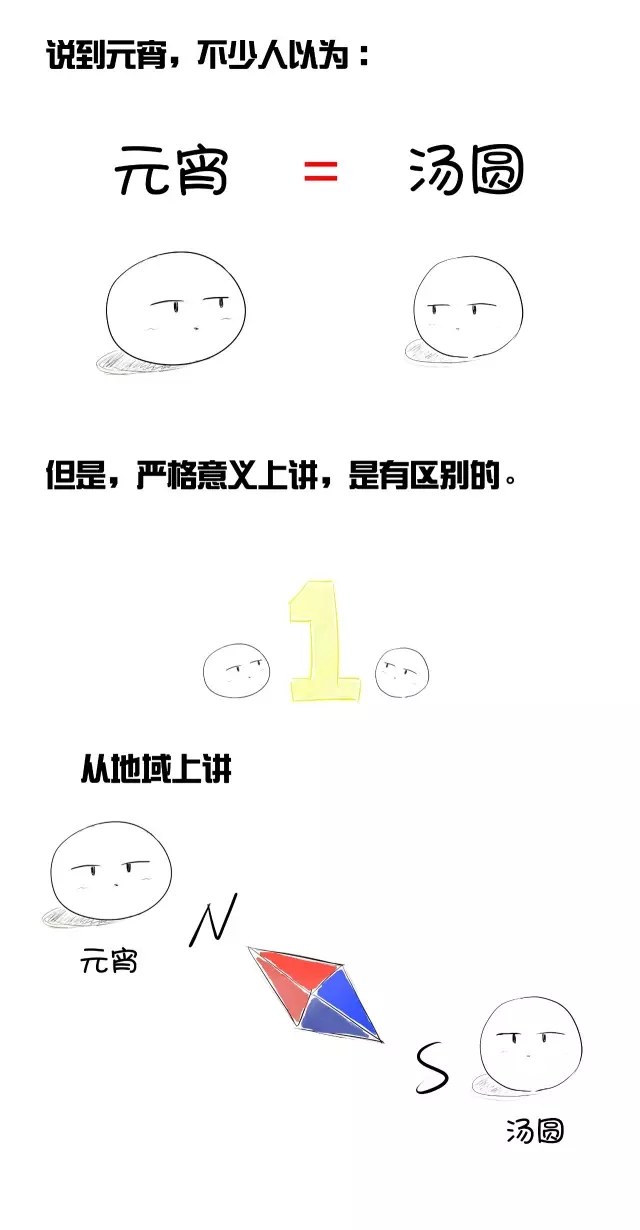 说到元宵，不少人以为：
元宵 = 汤圆
但是，严格意义上讲，是有区别的。
1
从地域上讲
元宵
N
S
汤圆